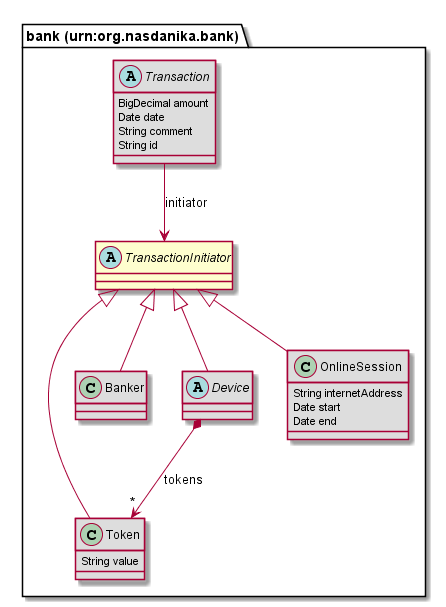 bank (urn:org.nasdanika.bank)
A Transaction
BigDecimal amount
Date date
String comment
String id
initiator
A TransactionInitiator
C Banker
A Device
C OnlineSession
String internetAddress
Date start
Date end
tokens
*
C Token
String value